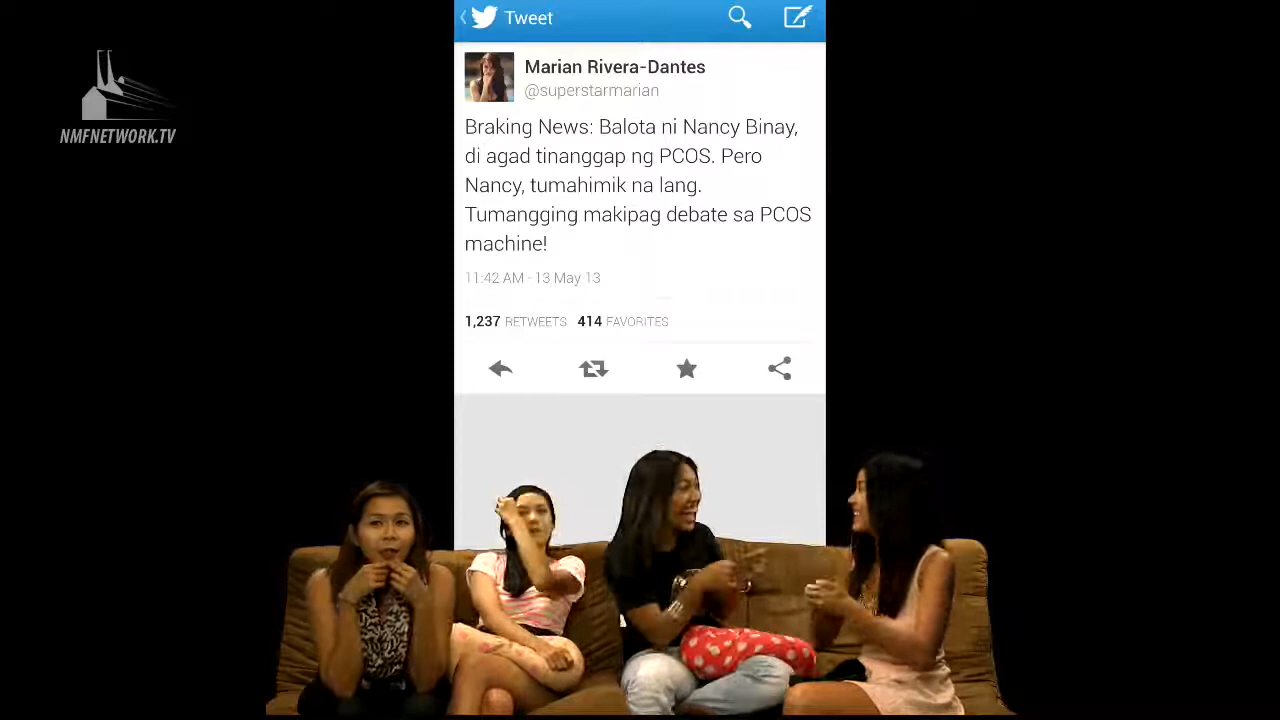 Tweet
NMFNETWORK.TV
Marian Rivera-Dantes
@superstarmarian
Braking News: Balota ni Nancy Binay,
di agad tinanggap ng PCOS. Pero
Nancy, tumahimik na lang.
Tumangging makipag debate sa PCOS
machine!
11:42 AM - 13 May 13
1,237 RETWEETS 414 FAVORITES